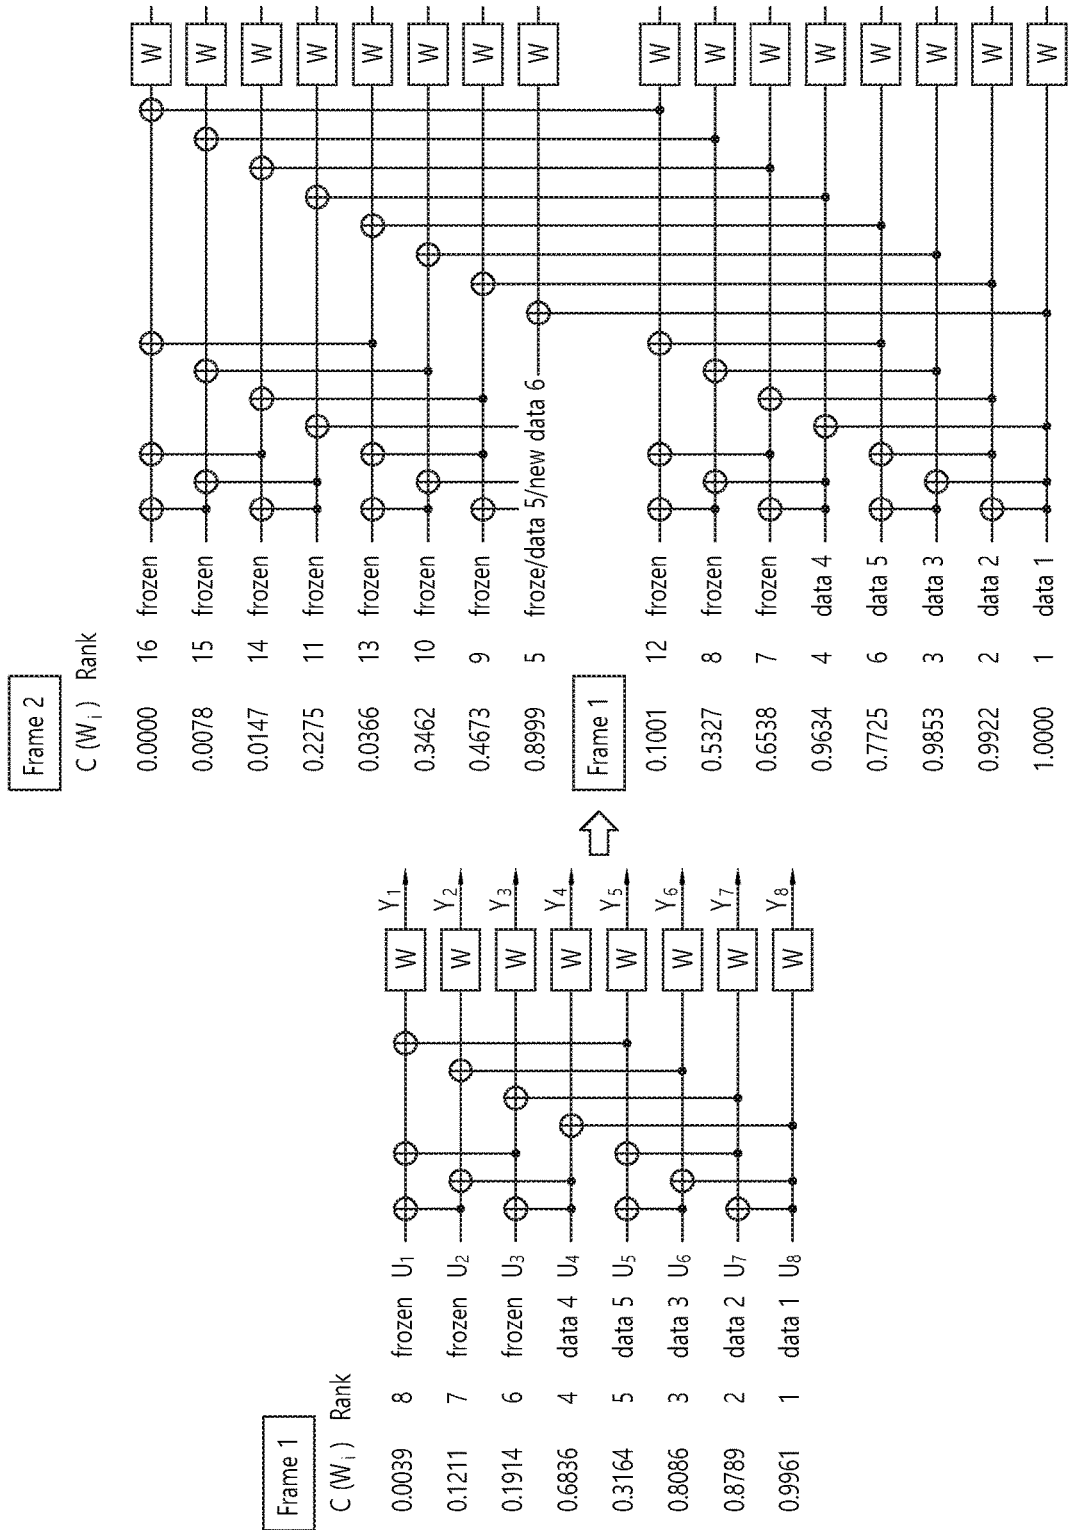 Frame 1
C (Wᵢ) Rank
0.0039 8 frozen U₁ W Y₁
0.1211 7 frozen U₂ W Y₂
0.1914 6 frozen U₃ W Y₃
0.6836 4 data 4 U₄ W Y₄
0.3164 5 data 5 U₅ W Y₅
0.8086 3 data 3 U₆ W Y₆
0.8789 2 data 2 U₇ W Y₇
0.9961 1 data 1 U₈ W Y₈
Frame 2
C (Wᵢ) Rank
0.0000 16 frozen W
0.0078 15 frozen W
0.0147 14 frozen W
0.2275 11 frozen W
0.0366 13 frozen W
0.3462 10 frozen W
0.4673 9 frozen W
0.8999 5 froze/data 5/new data 6 W
Frame 1
0.1001 12 frozen W
0.5327 8 frozen W
0.6538 7 frozen W
0.9634 4 data 4 W
0.7725 6 data 5 W
0.9853 3 data 3 W
0.9922 2 data 2 W
1.0000 1 data 1 W